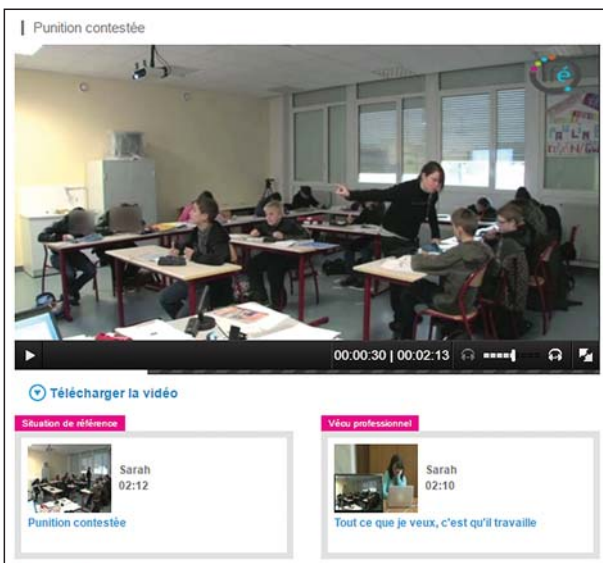 Punition contestée
é
00:00:30 | 00:02:13
Télécharger la vidéo
Situation de référence
Sarah
02:12
Punition contestée
Vécu professionnel
Sarah
02:10
Tout ce que je veux, c'est qu'il travaille